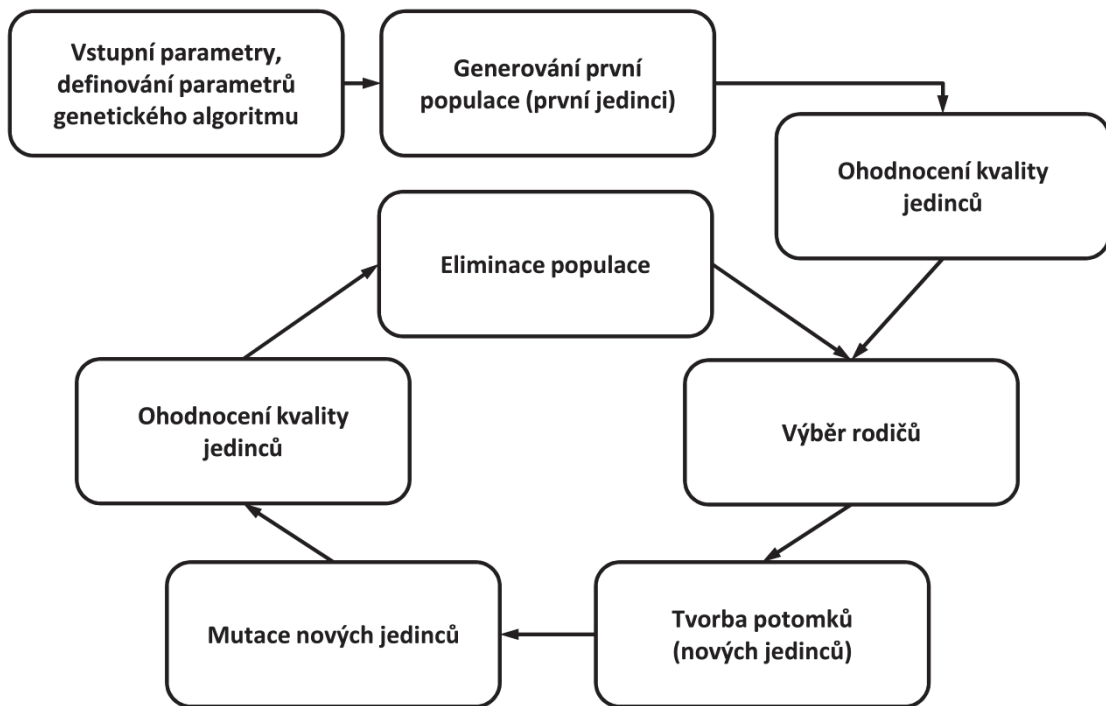 Vstupní parametry,
definování parametrů
genetického algoritmu
Generování první
populace (první jedinci)
Ohodnocení kvality
jedinců
Eliminace populace
Ohodnocení kvality
jedinců
Výběr rodičů
Mutace nových jedinců
Tvorba potomků
(nových jedinců)